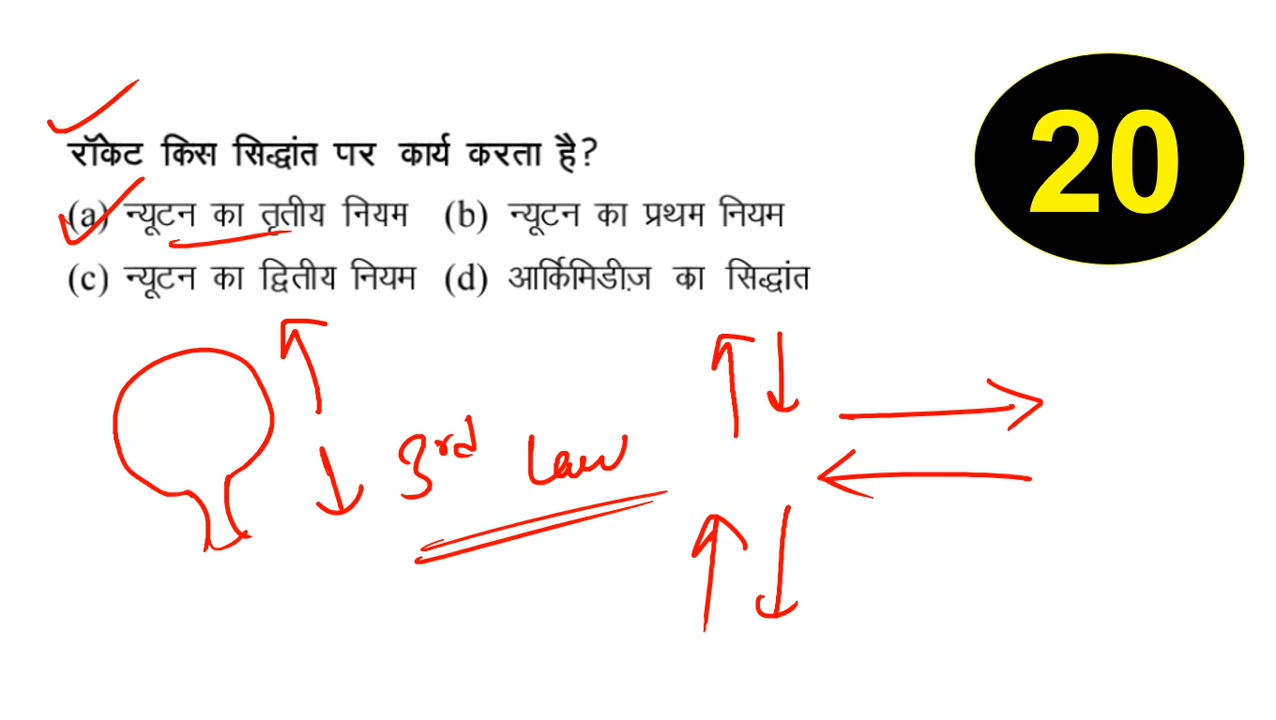 रॉकेट किस सिद्धांत पर कार्य करता है?
20
(a) न्यूटन का तृतीय नियम (b) न्यूटन का प्रथम नियम
(c) न्यूटन का द्वितीय नियम (d) आर्किमिडीज़ का सिद्धांत
3rd Law